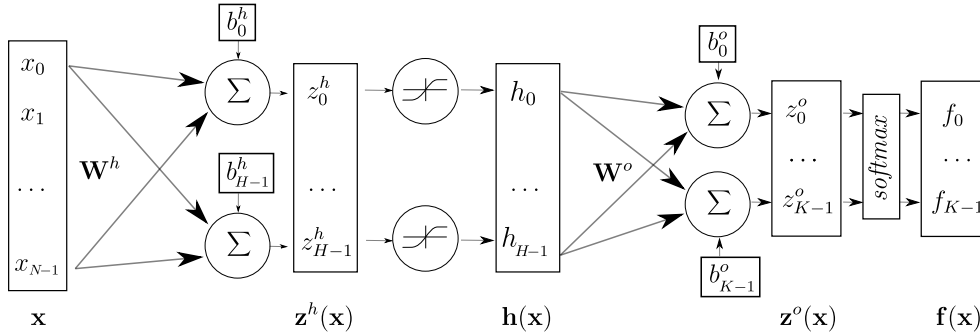 x_0
x_1
...
x_{N-1}
x
W^h
b_0^h
Σ
b_{H-1}^h
Σ
z_0^h
...
z_{H-1}^h
z^h(x)
h_0
...
h_{H-1}
h(x)
W^o
b_0^o
Σ
Σ
b_{K-1}^o
z_0^o
...
z_{K-1}^o
z^o(x)
softmax
f_0
...
f_{K-1}
f(x)